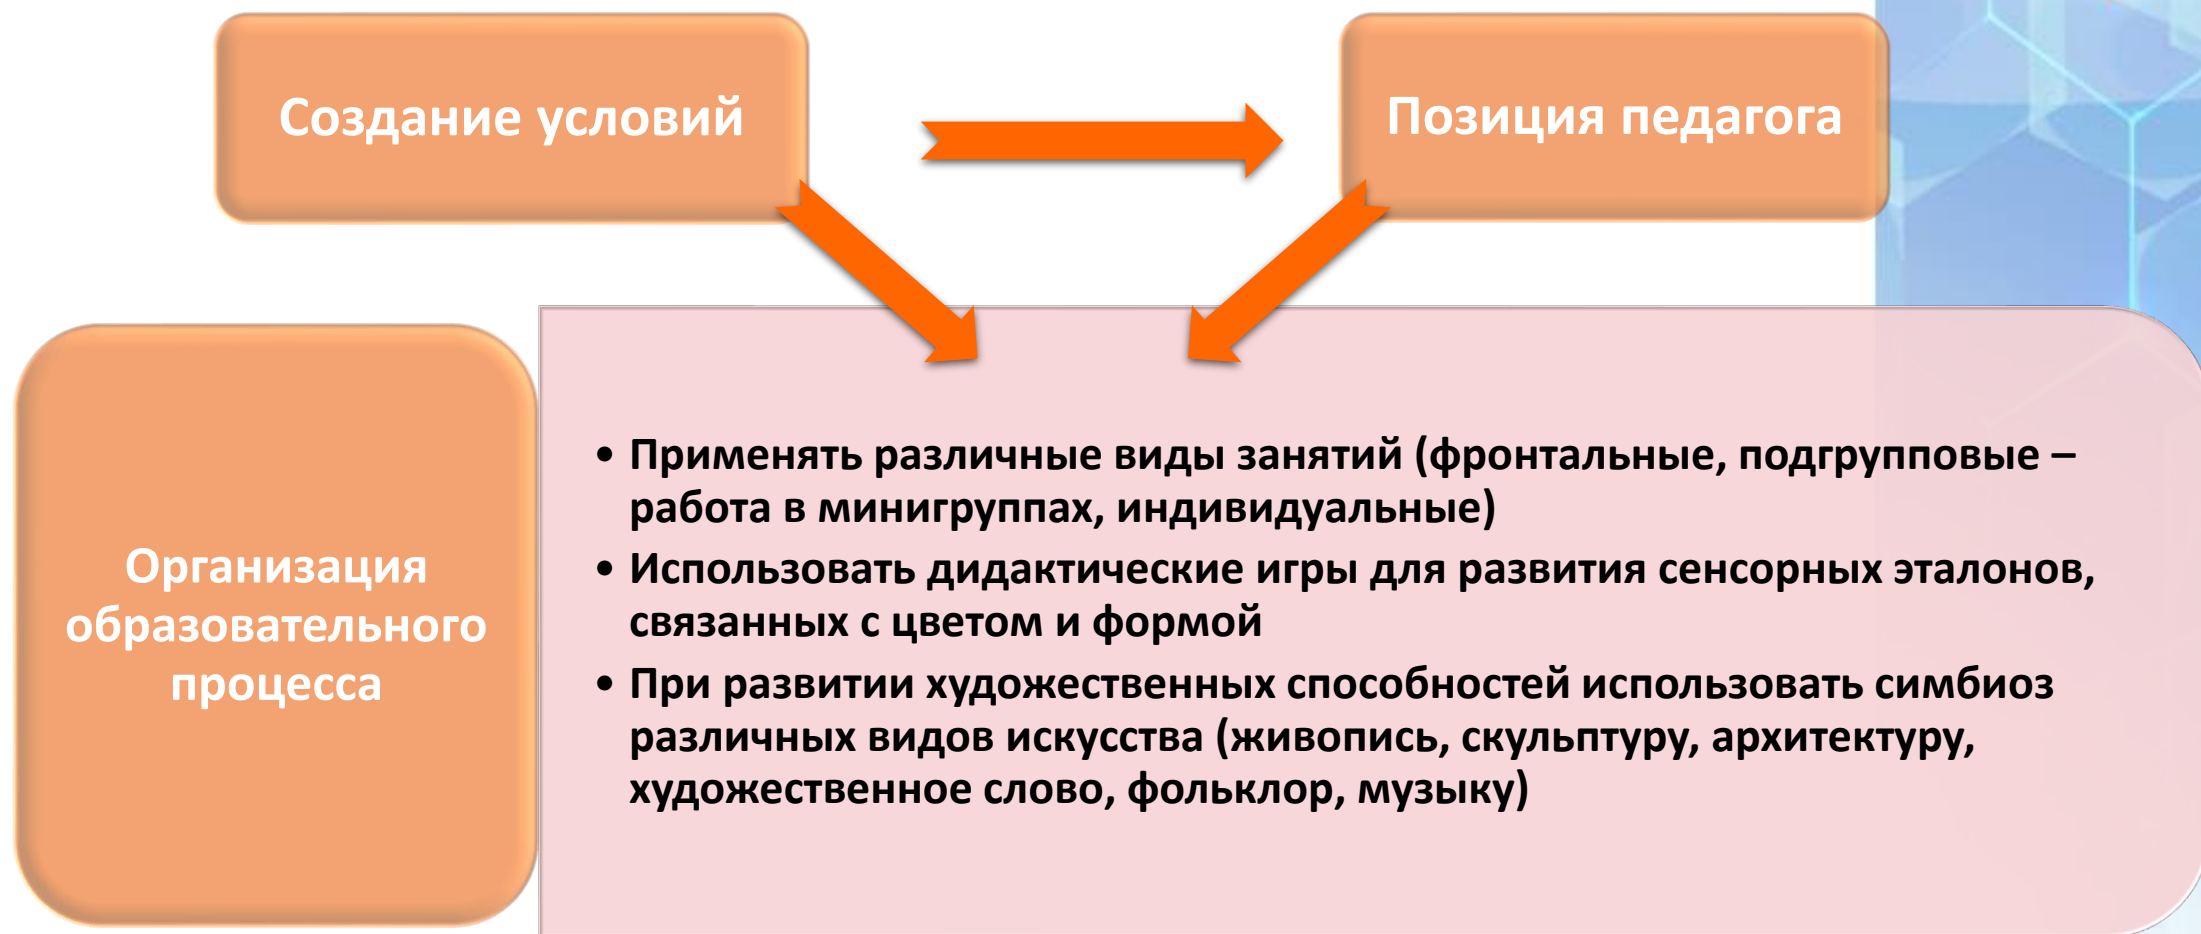 Создание условий
Позиция педагога
Организация
образовательного
процесса
• Применять различные виды занятий (фронтальные, подгрупповые –
работа в минигруппах, индивидуальные)
• Использовать дидактические игры для развития сенсорных эталонов,
связанных с цветом и формой
• При развитии художественных способностей использовать симбиоз
различных видов искусства (живопись, скульптуру, архитектуру,
художественное слово, фольклор, музыку)